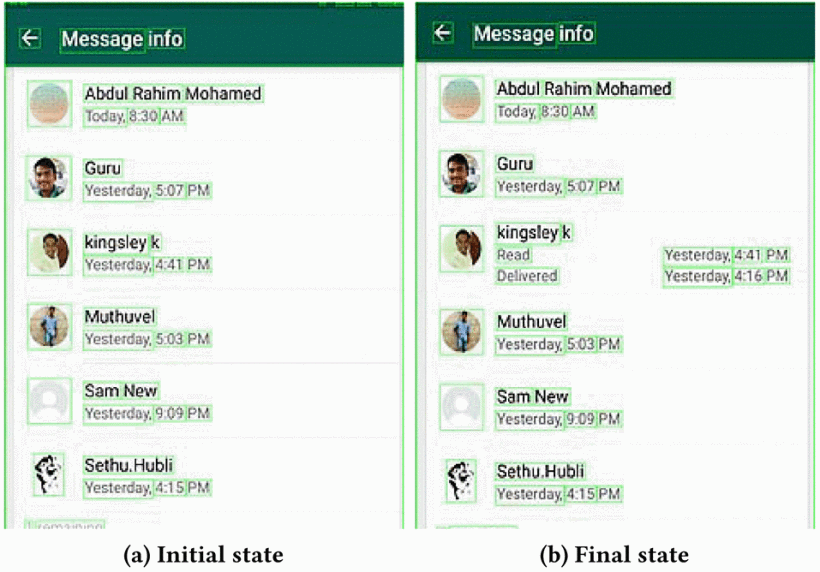 Message info
Abdul Rahim Mohamed
Today, 8:30 AM
Guru
Yesterday, 5:07 PM
kingsley k
Yesterday, 4:41 PM
Muthuvel
Yesterday, 5:03 PM
Sam New
Yesterday, 9:09 PM
Sethu.Hubli
Yesterday, 4:15 PM
1 remaining
(a) Initial state
Message info
Abdul Rahim Mohamed
Today, 8:30 AM
Guru
Yesterday, 5:07 PM
kingsley k
Read Yesterday, 4:41 PM
Delivered Yesterday, 4:16 PM
Muthuvel
Yesterday, 5:03 PM
Sam New
Yesterday, 9:09 PM
Sethu.Hubli
Yesterday, 4:15 PM
(b) Final state